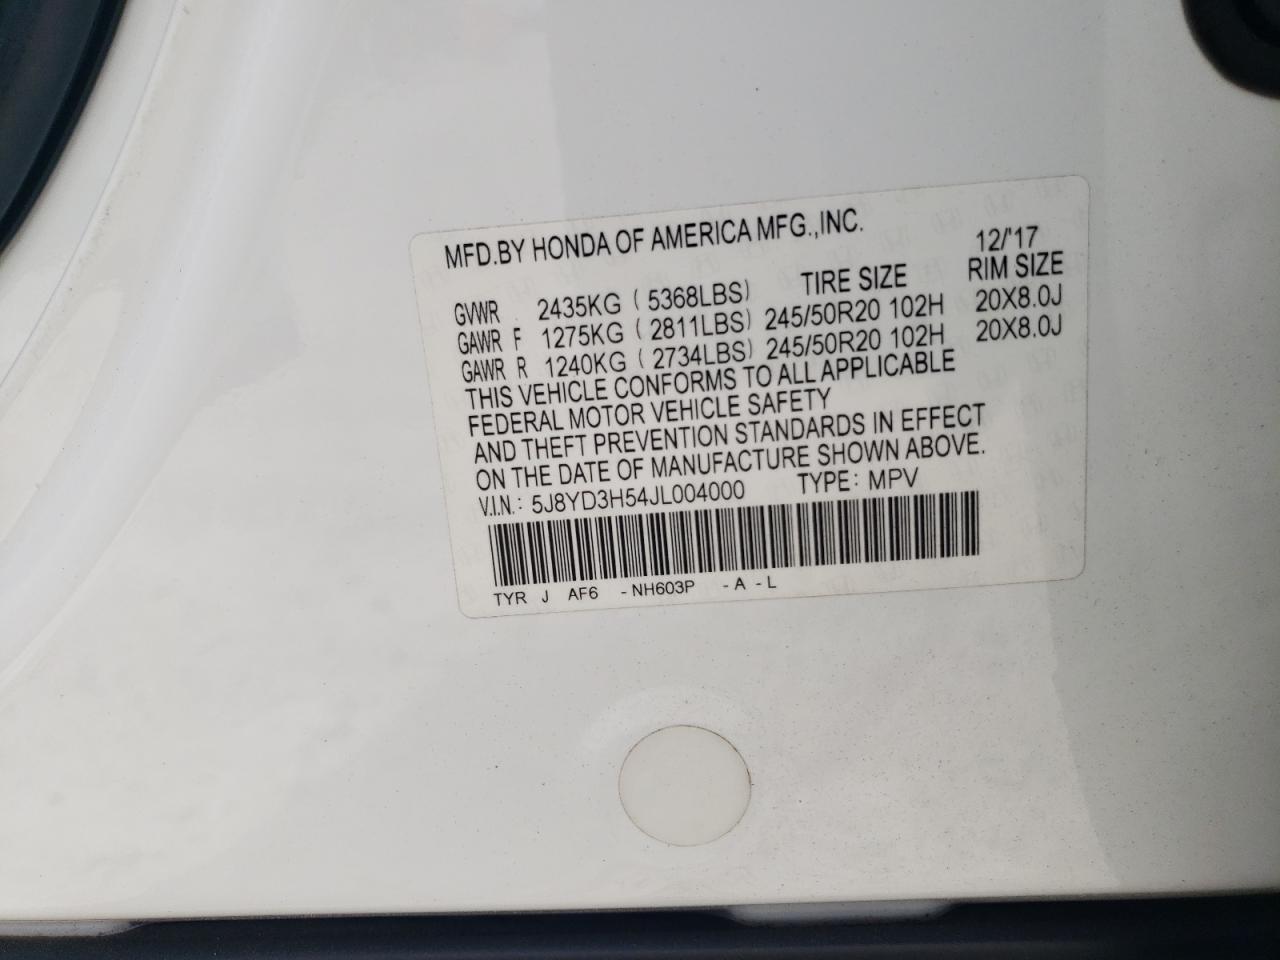 MFD.BY HONDA OF AMERICA MFG.,INC. 12/'17
TIRE SIZE RIM SIZE
GVWR 2435KG ( 5368LBS)
GAWR F 1275KG ( 2811LBS) 245/50R20 102H 20X8.0J
GAWR R 1240KG ( 2734LBS) 245/50R20 102H 20X8.0J
THIS VEHICLE CONFORMS TO ALL APPLICABLE
FEDERAL MOTOR VEHICLE SAFETY
AND THEFT PREVENTION STANDARDS IN EFFECT
ON THE DATE OF MANUFACTURE SHOWN ABOVE.
V.I.N.: 5J8YD3H54JL004000 TYPE: MPV
TYR J AF6 - NH603P - A - L